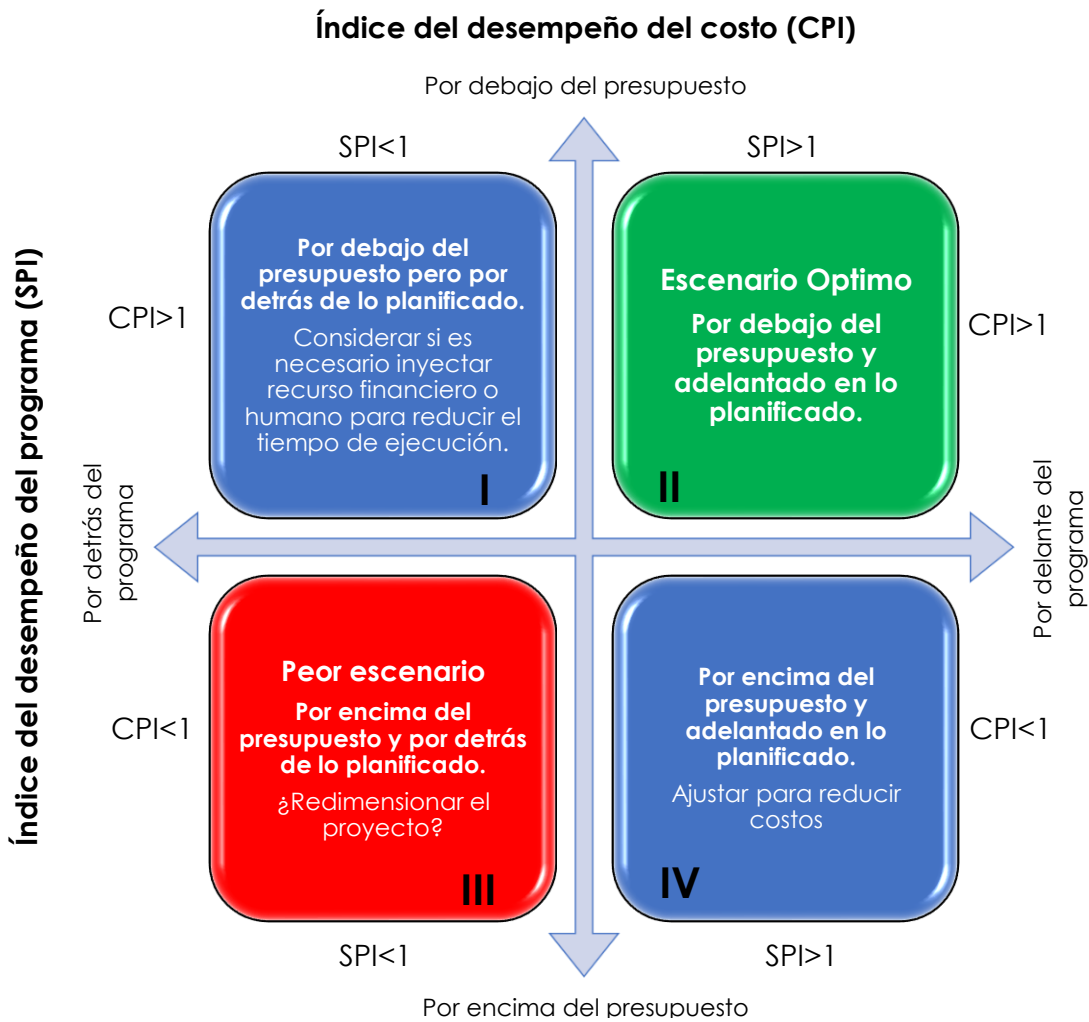 Índice del desempeño del costo (CPI)
Por debajo del presupuesto
SPI<1
SPI>1
Índice del desempeño del programa (SPI)
CPI>1
Por debajo del
presupuesto pero por
detrás de lo planificado.
Considerar si es
necesario inyectar
recurso financiero o
humano para reducir el
tiempo de ejecución.
I
Escenario Optimo
Por debajo del
presupuesto y
adelantado en lo
planificado.
II
CPI>1
Por detrás del
programa
Por delante del
programa
CPI<1
Peor escenario
Por encima del
presupuesto y por detrás
de lo planificado.
¿Redimensionar el
proyecto?
III
Por encima del
presupuesto y
adelantado en lo
planificado.
Ajustar para reducir
costos
IV
CPI<1
SPI<1
SPI>1
Por encima del presupuesto